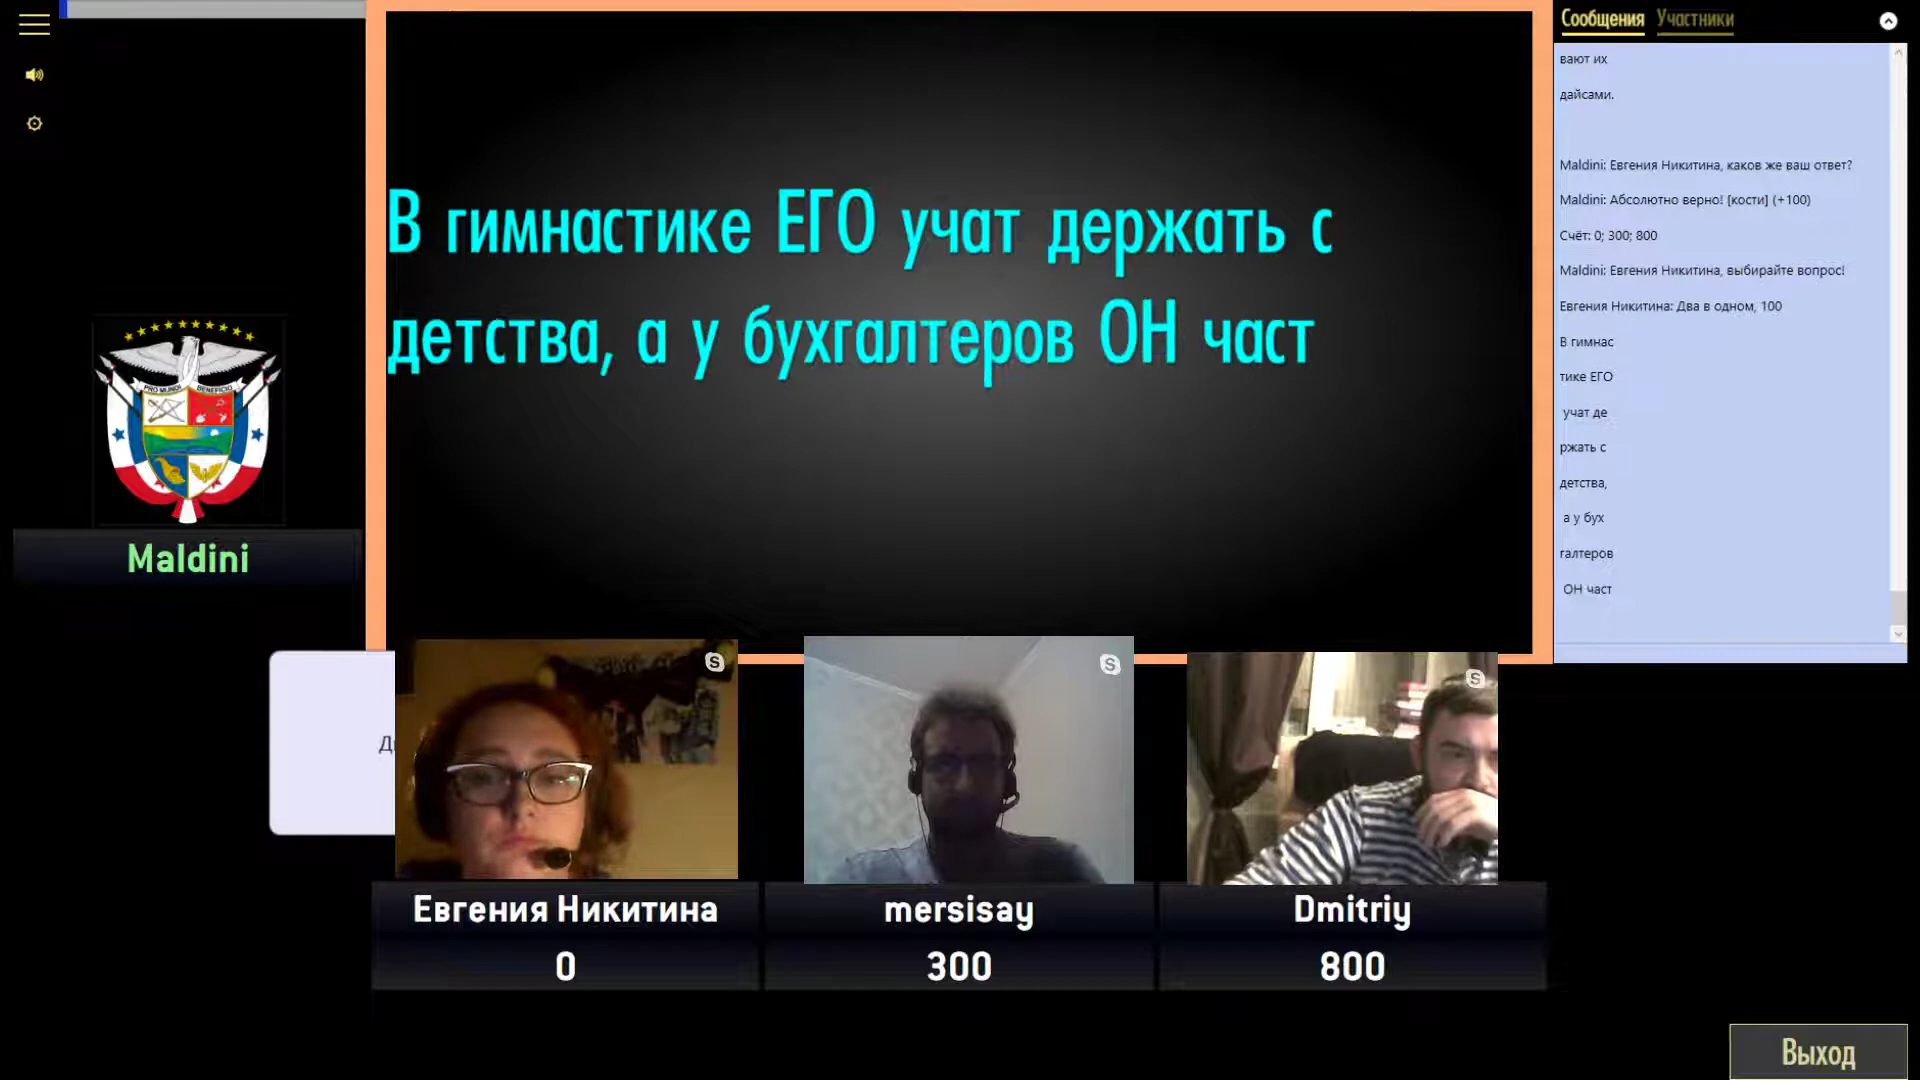 Сообщения Участники
В гимнастике ЕГО учат держать с
детства, а у бухгалтеров ОН част
PRO MUNDI BENEFICIO
Maldini
вают их
дайсами.
Maldini: Евгения Никитина, каков же ваш ответ?
Maldini: Абсолютно верно! [кости] (+100)
Счёт: 0; 300; 800
Maldini: Евгения Никитина, выбирайте вопрос!
Евгения Никитина: Два в одном, 100
В гимнас
тике ЕГО
учат де
ржать с
детства,
а у бух
галтеров
ОН част
Евгения Никитина
0
mersisay
300
Dmitriy
800
Выход